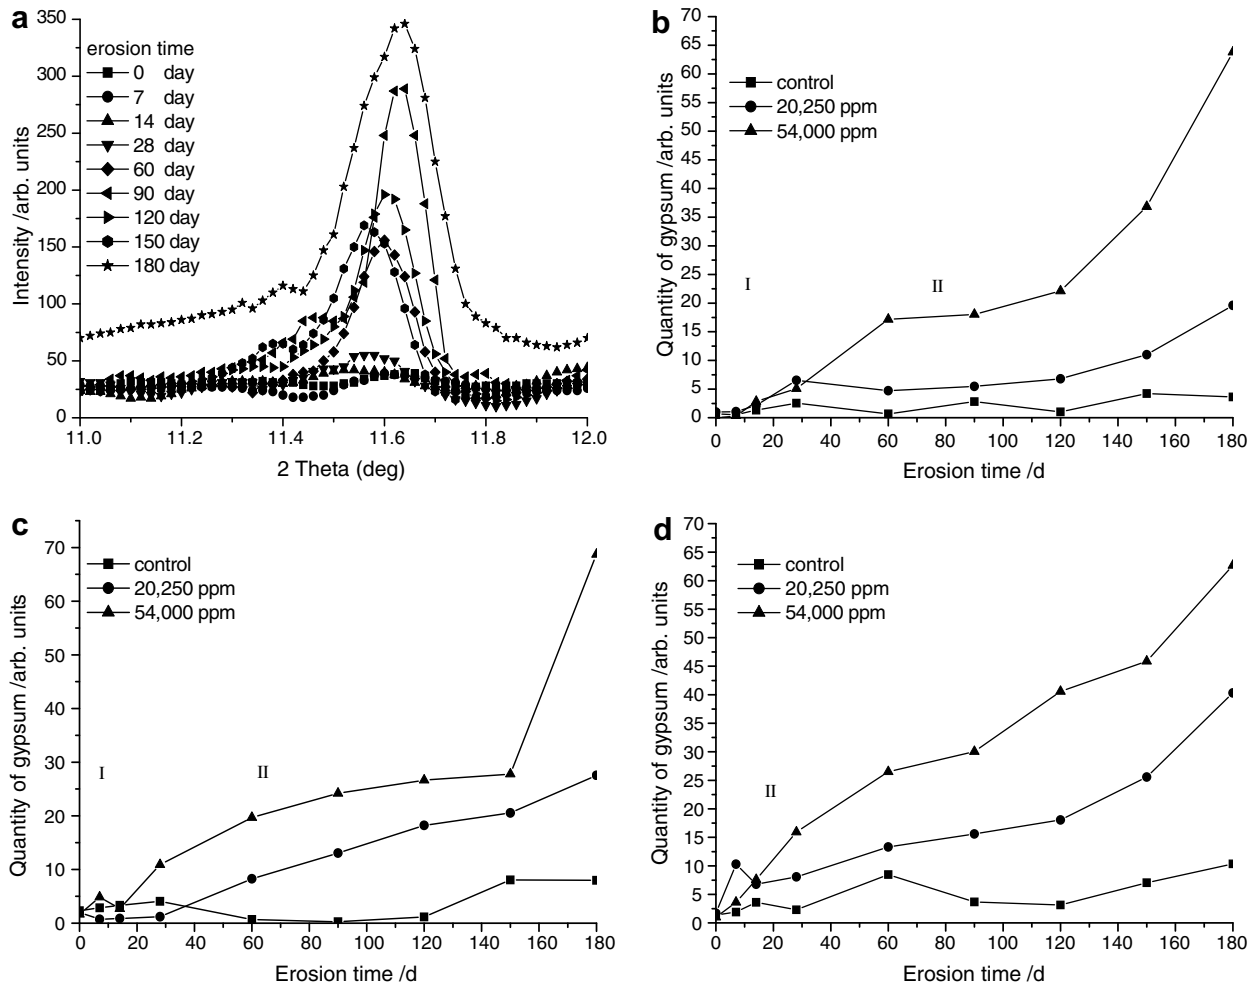 a
350
300
250
200
150
100
50
0
Intensity /arb. units
erosion time
0 day
7 day
14 day
28 day
60 day
90 day
120 day
150 day
180 day
11.0 11.2 11.4 11.6 11.8 12.0
2 Theta (deg)
b
70
65
60
55
50
45
40
35
30
25
20
15
10
5
0
Quantity of gypsum /arb. units
control
20,250 ppm
54,000 ppm
I
II
0 20 40 60 80 100 120 140 160 180
Erosion time /d
c
70
60
50
40
30
20
10
0
Quantity of gypsum /arb. units
control
20,250 ppm
54,000 ppm
I
II
0 20 40 60 80 100 120 140 160 180
Erosion time /d
d
70
65
60
55
50
45
40
35
30
25
20
15
10
5
0
Quantity of gypsum /arb. units
control
20,250 ppm
54,000 ppm
II
0 20 40 60 80 100 120 140 160 180
Erosion time /d